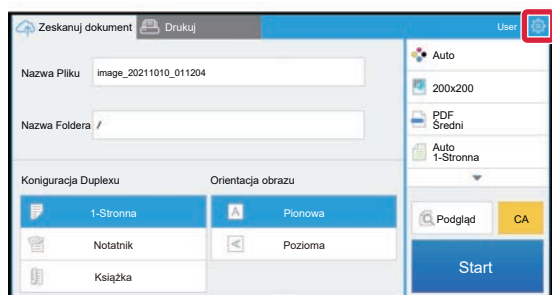 Zeskanuj dokument
Drukuj
User
Nazwa Pliku
image_20211010_011204
Nazwa Foldera
/
Koniguracja Duplexu
Orientacja obrazu
1-Stronna
A
Pionowa
Notatnik
Pozioma
Książka
Auto
200x200
PDF
Średni
Auto
1-Stronna
Podgląd
CA
Start